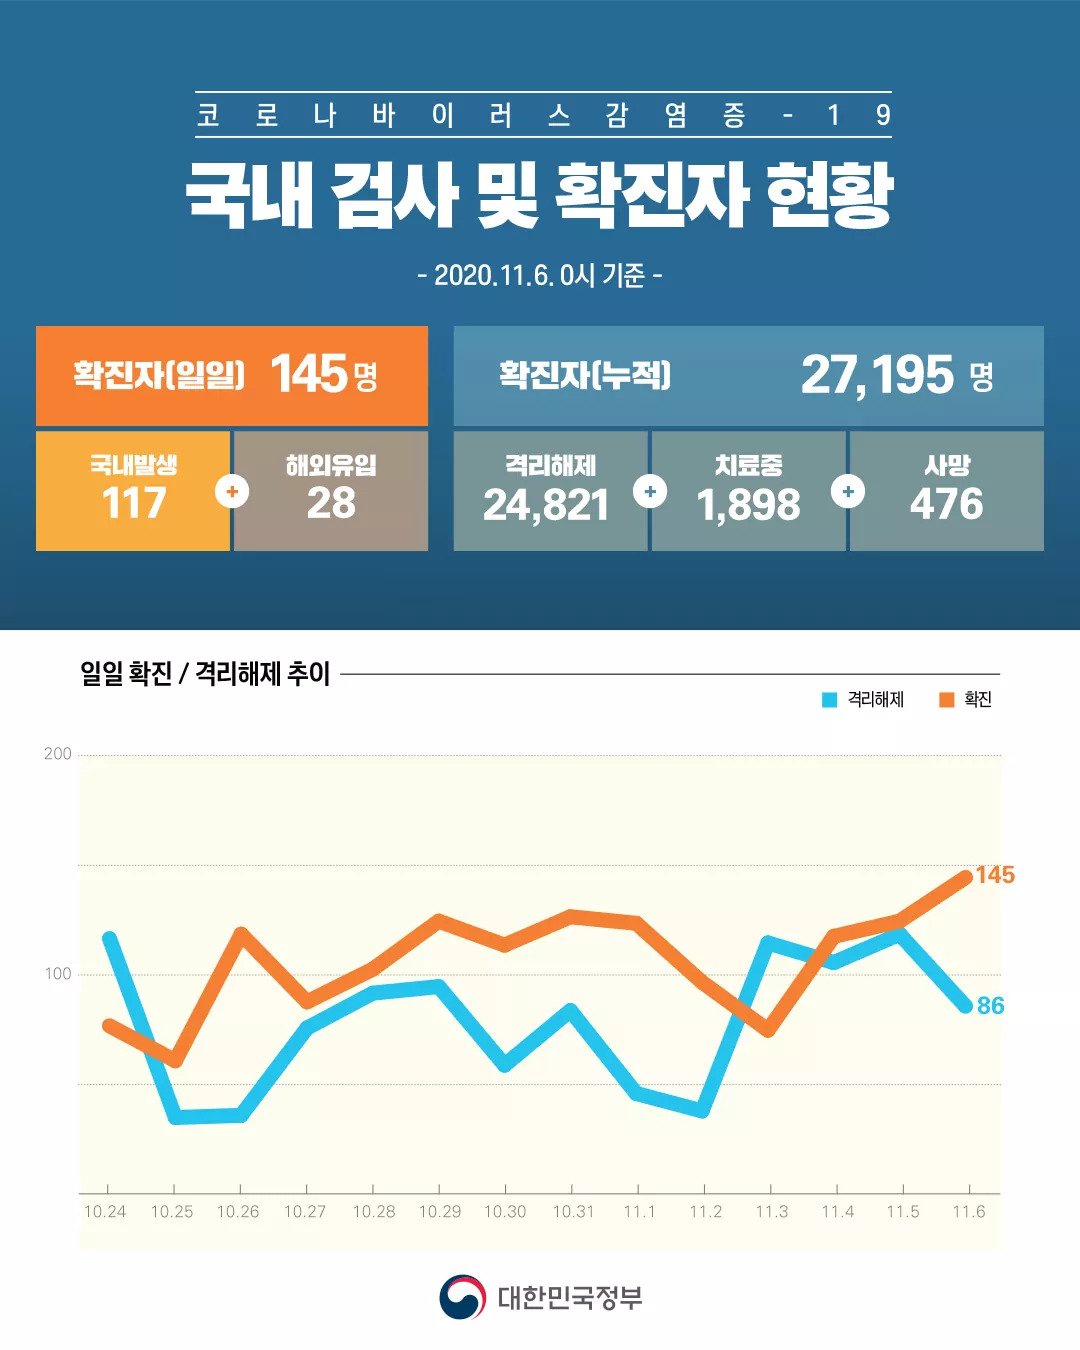 코로나바이러스감염증-19
국내 검사 및 확진자 현황
- 2020.11.6. 0시 기준 -
확진자(일일) 145 명
국내발생
117
+
해외유입
28
확진자(누적) 27,195 명
격리해제
24,821
+
치료중
1,898
+
사망
476
일일 확진 / 격리해제 추이
격리해제 확진
200
100
145
86
10.24 10.25 10.26 10.27 10.28 10.29 10.30 10.31 11.1 11.2 11.3 11.4 11.5 11.6
대한민국정부